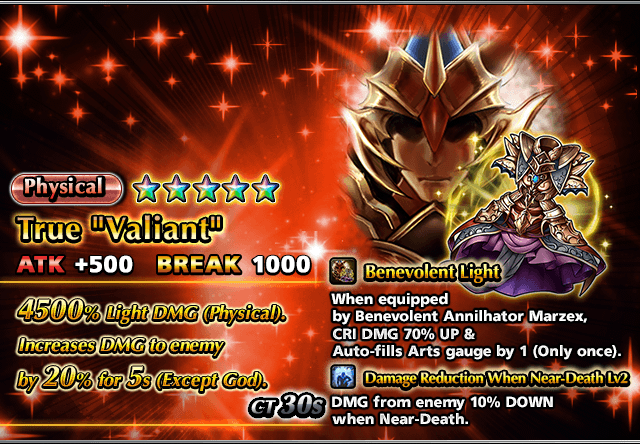 Physical
True "Valiant"
ATK +500 BREAK 1000
4500% Light DMG (Physical).
Increases DMG to enemy
by 20% for 5s (Except God).
CT 30s
Benevolent Light
When equipped
by Benevolent Annilhator Marzex,
CRI DMG 70% UP &
Auto-fills Arts gauge by 1 (Only once).
Damage Reduction When Near-Death Lv2
DMG from enemy 10% DOWN
when Near-Death.